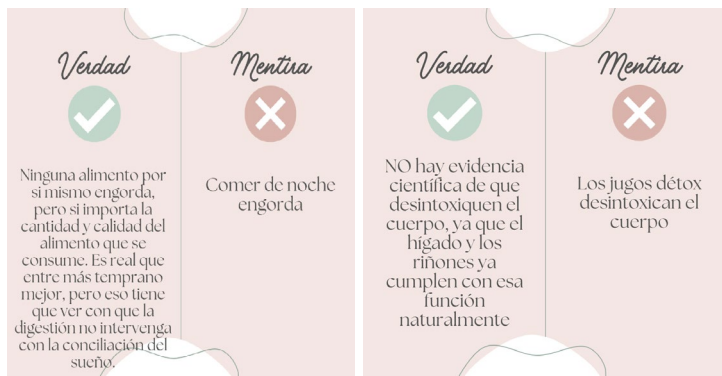 Verdad
Ninguna alimento por
si mismo engorda,
pero si importa la
cantidad y calidad del
alimento que se
consume. Es real que
entre más temprano
mejor, pero eso tiene
que ver con que la
digestión no intervenga
con la conciliación del
sueño.
Mentira
Comer de noche
engorda
Verdad
NO hay evidencia
científica de que
desintoxiquen el
cuerpo, ya que el
hígado y los
riñones ya
cumplen con esa
función
naturalmente
Mentira
Los jugos détox
desintoxican el
cuerpo